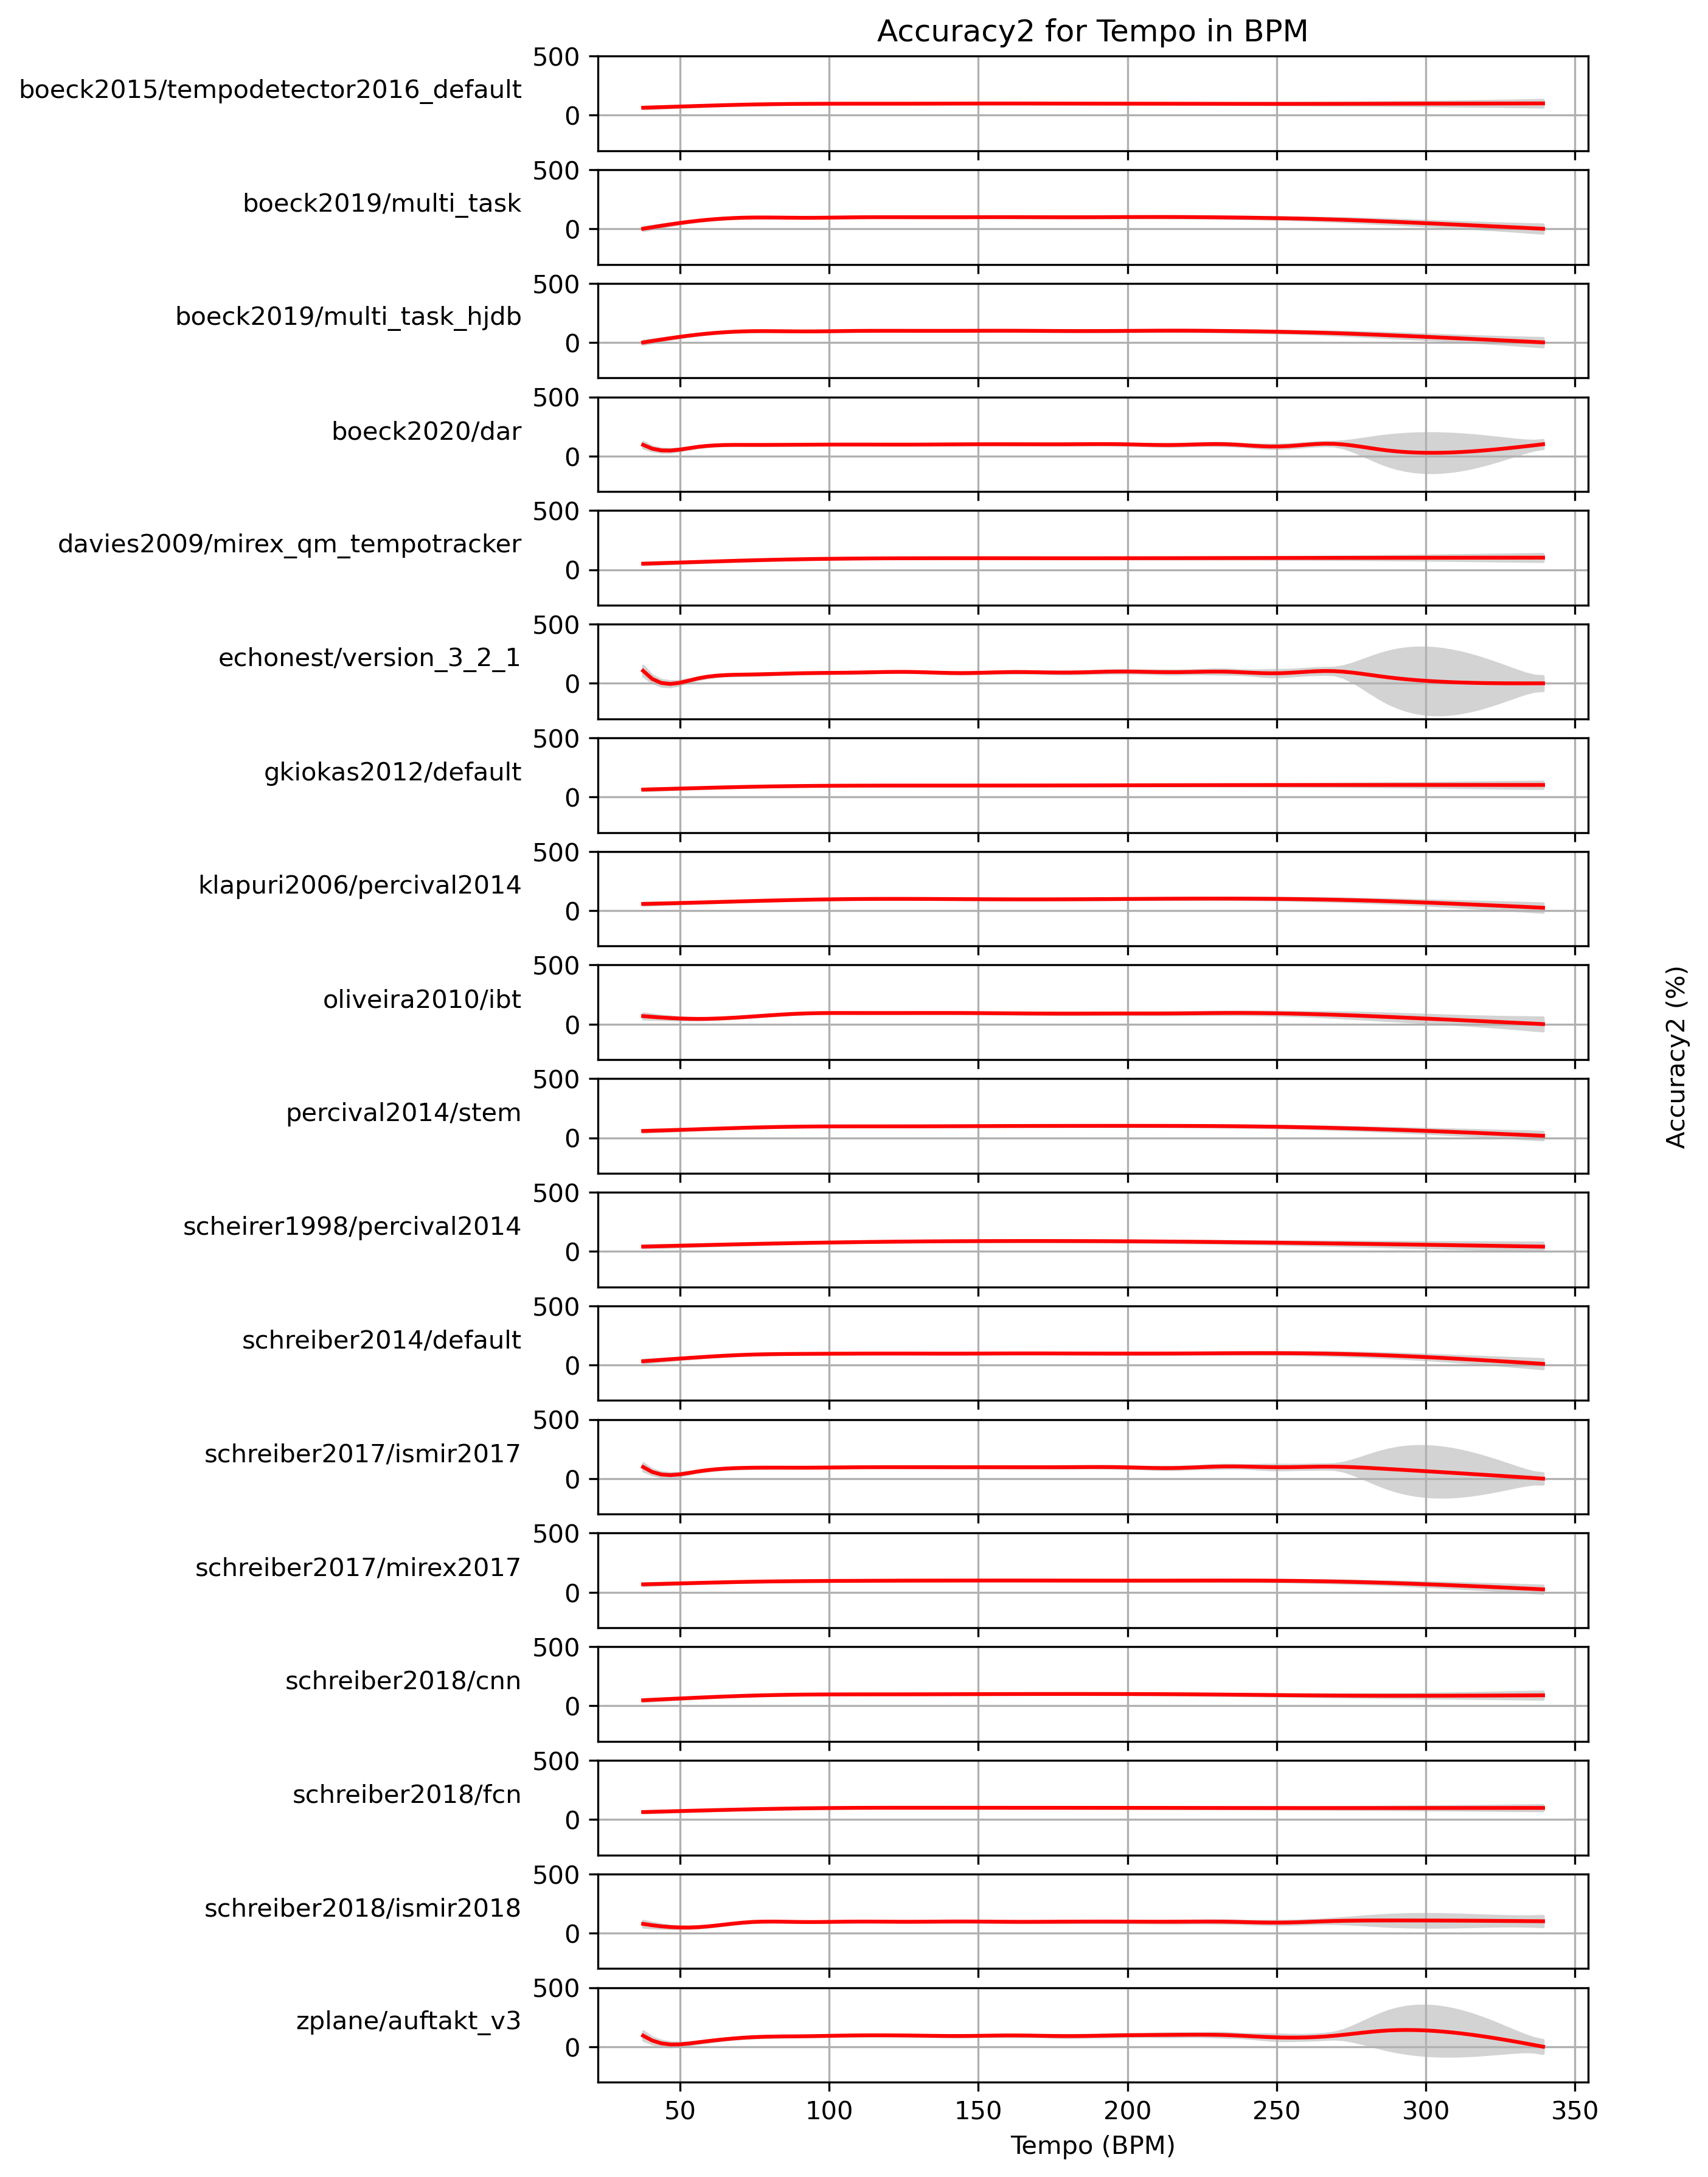 Accuracy2 for Tempo in BPM
500
boeck2015/tempodetector2016_default
0
500
boeck2019/multi_task
0
500
boeck2019/multi_task_hjdb
0
500
boeck2020/dar
0
500
davies2009/mirex_qm_tempotracker
0
500
echonest/version_3_2_1
0
500
gkiokas2012/default
0
500
klapuri2006/percival2014
0
500
oliveira2010/ibt
0
500
percival2014/stem
0
500
scheirer1998/percival2014
0
500
schreiber2014/default
0
500
schreiber2017/ismir2017
0
500
schreiber2017/mirex2017
0
500
schreiber2018/cnn
0
500
schreiber2018/fcn
0
500
schreiber2018/ismir2018
0
500
zplane/auftakt_v3
0
50 100 150 200 250 300 350
Tempo (BPM)
Accuracy2 (%)